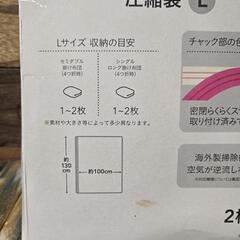 圧縮袋 L
Lサイズ 収納の目安
セミダブル
掛け布団
(4つ折時)
シングル
ロング掛け布団
(4つ折時)
1~2枚
1~2枚
※素材や大きさ等によって多少異なります。
約
130
cm
約100cm
チャック部の色
密閉らくらくス
取り付け済みで
海外製掃除
空気が逆流し
2枚